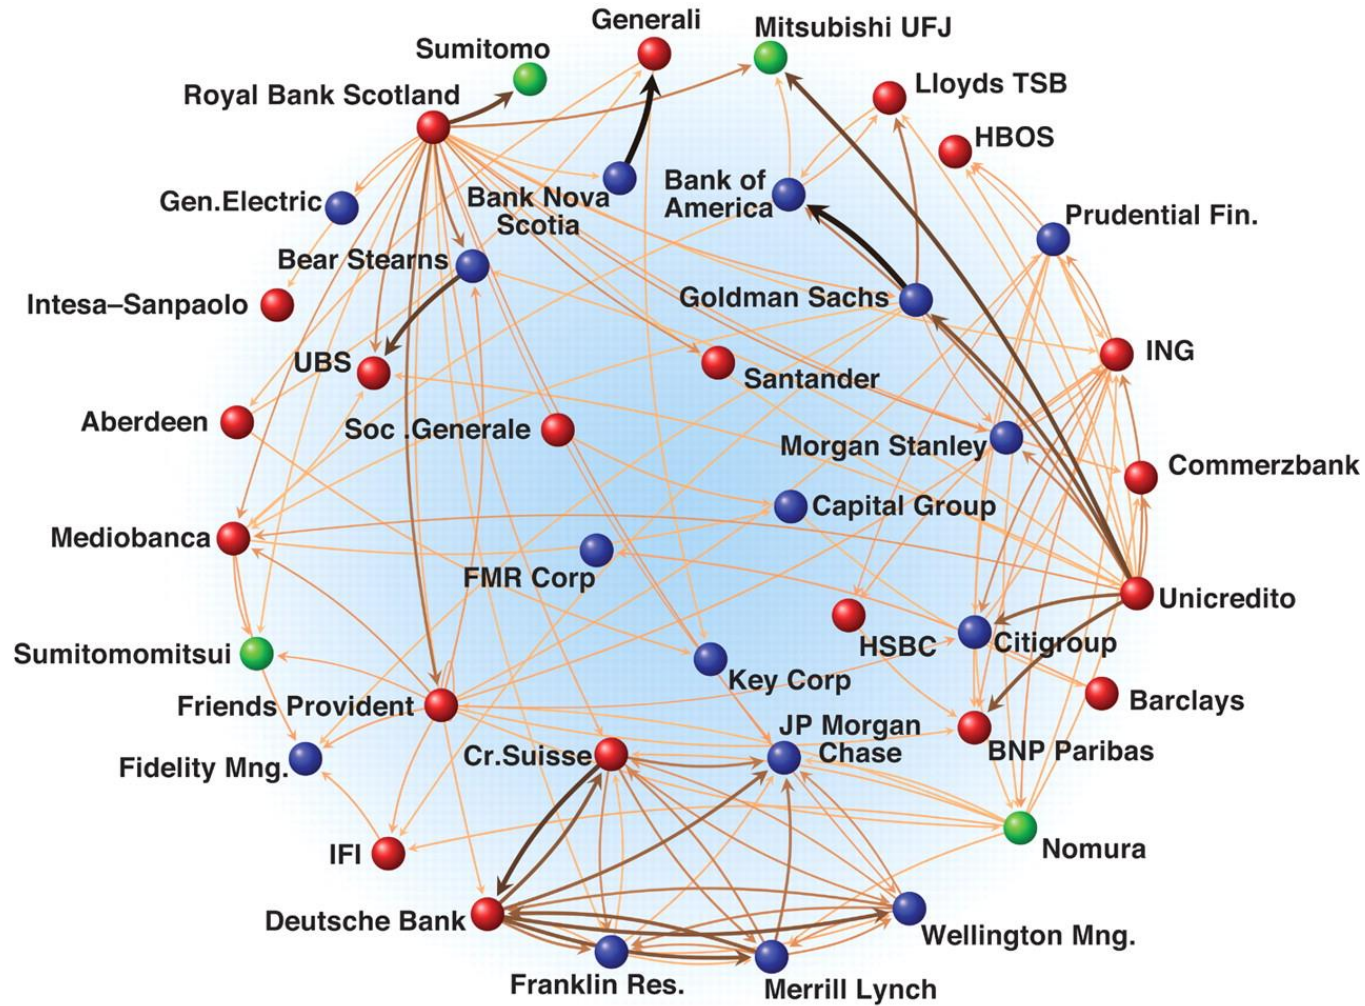 Generali
Mitsubishi UFJ
Sumitomo
Lloyds TSB
Royal Bank Scotland
HBOS
Bank of
America
Bank Nova
Scotia
Gen.Electric
Prudential Fin.
Bear Stearns
Goldman Sachs
Intesa–Sanpaolo
UBS
ING
Santander
Aberdeen
Soc .Generale
Morgan Stanley
Commerzbank
Capital Group
Mediobanca
FMR Corp
Unicredito
HSBC
Citigroup
Sumitomomitsui
Key Corp
Barclays
Friends Provident
JP Morgan
Chase
BNP Paribas
Cr.Suisse
Fidelity Mng.
IFI
Nomura
Deutsche Bank
Wellington Mng.
Franklin Res.
Merrill Lynch